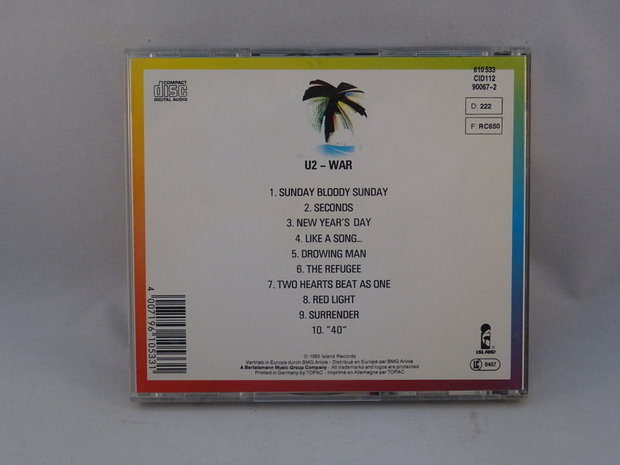 COMPACT
disc
DIGITAL AUDIO
610 533
CID112
90067-2
D: 222
F: RC650
U2 - WAR
1. SUNDAY BLOODY SUNDAY
2. SECONDS
3. NEW YEAR'S DAY
4. LIKE A SONG...
5. DROWING MAN
6. THE REFUGEE
7. TWO HEARTS BEAT AS ONE
8. RED LIGHT
9. SURRENDER
10. "40"
4 007196 105331
ISLAND
℗ 1985 Island Records
Vertrieb in Europa durch BMG Ariola - Distribué en Europe par BMG Ariola
A Bertelsmann Music Group Company - All trademarks and logos are protected
Printed in Germany by TOPAC - Imprimé en Allemagne par TOPAC
LC 0407